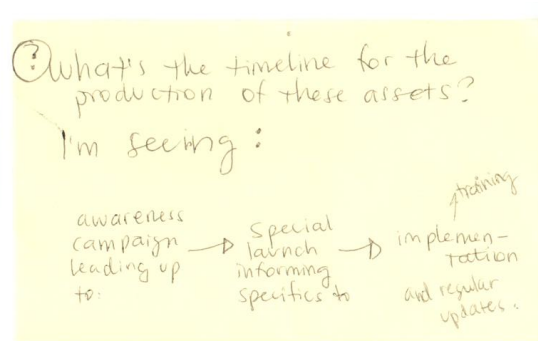 ? What's the timeline for the
production of these assets?
I'm seeing :
awareness
campaign
leading up
to:
→
Special
launch
informing
specifics to
→
implemen-
tation
training
and regular
updates.